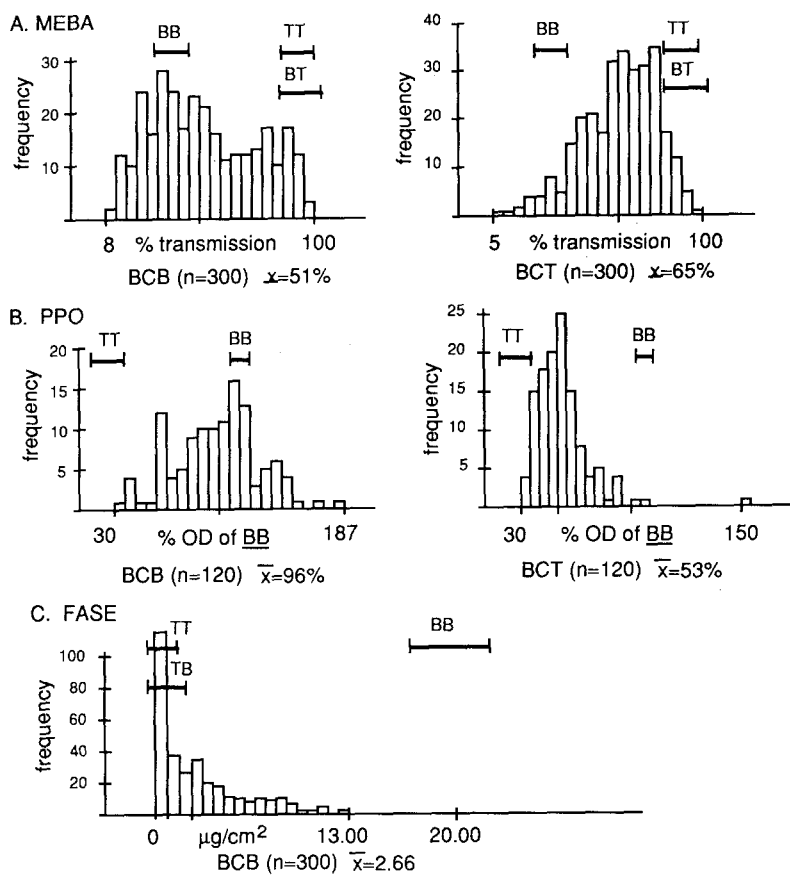 A. MEBA
BB
TT
BT
frequency
30
20
10
8 % transmission 100
BCB (n=300) x=51%
BB
TT
BT
frequency
40
30
20
10
5 % transmission 100
BCT (n=300) x=65%
B. PPO
TT
BB
frequency
20
15
10
5
30 % OD of BB 187
BCB (n=120) x̅=96%
TT
BB
frequency
25
20
15
10
5
30 % OD of BB 150
BCT (n=120) x̅=53%
C. FASE
TT
TB
BB
frequency
100
80
60
40
20
0 µg/cm² 13.00 20.00
BCB (n=300) x̅=2.66